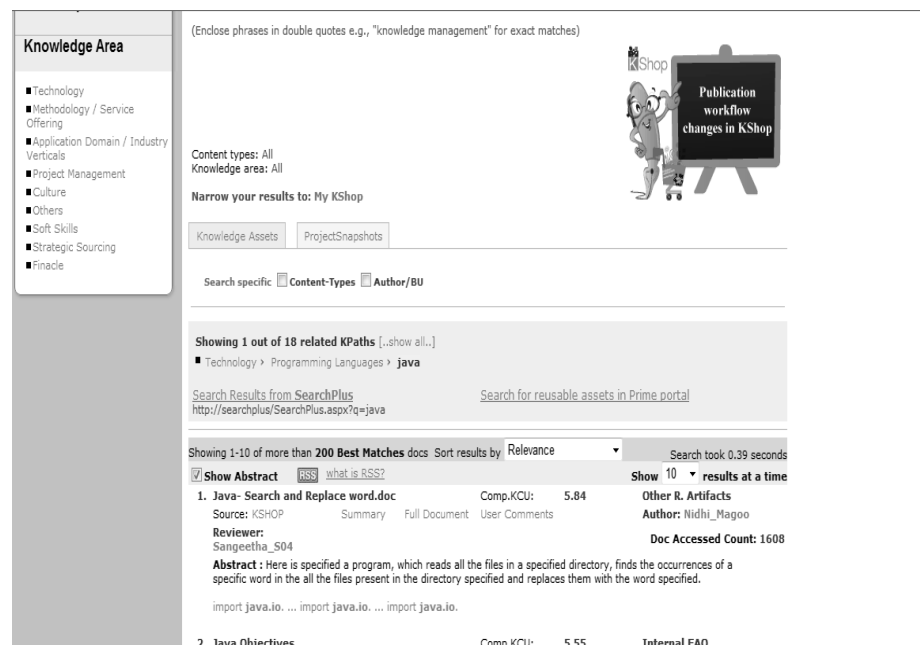 Knowledge Area
Technology
Methodology / Service
Offering
Application Domain / Industry
Verticals
Project Management
Culture
Others
Soft Skills
Strategic Sourcing
Finacle
(Enclose phrases in double quotes e.g., "knowledge management" for exact matches)
KShop
Publication
workflow
changes in KShop
Content types: All
Knowledge area: All
Narrow your results to: My KShop
Knowledge Assets ProjectSnapshots
Search specific Content-Types Author/BU
Showing 1 out of 18 related KPaths [..show all..]
Technology › Programming Languages › java
Search Results from SearchPlus Search for reusable assets in Prime portal
http://searchplus/SearchPlus.aspx?q=java
Showing 1-10 of more than 200 Best Matches docs Sort results by Relevance Search took 0.39 seconds
Show Abstract RSS what is RSS? Show 10 results at a time
1. Java- Search and Replace word.doc Comp.KCU: 5.84 Other R. Artifacts
Source: KSHOP Summary Full Document User Comments Author: Nidhi_Magoo
Reviewer:
Sangeetha_S04 Doc Accessed Count: 1608
Abstract : Here is specified a program, which reads all the files in a specified directory, finds the occurrences of a
specific word in the all the files present in the directory specified and replaces them with the word specified.
import java.io. ... import java.io. ... import java.io.
2. Java Objectives Comp.KCU: 5.55 Internal FAQ